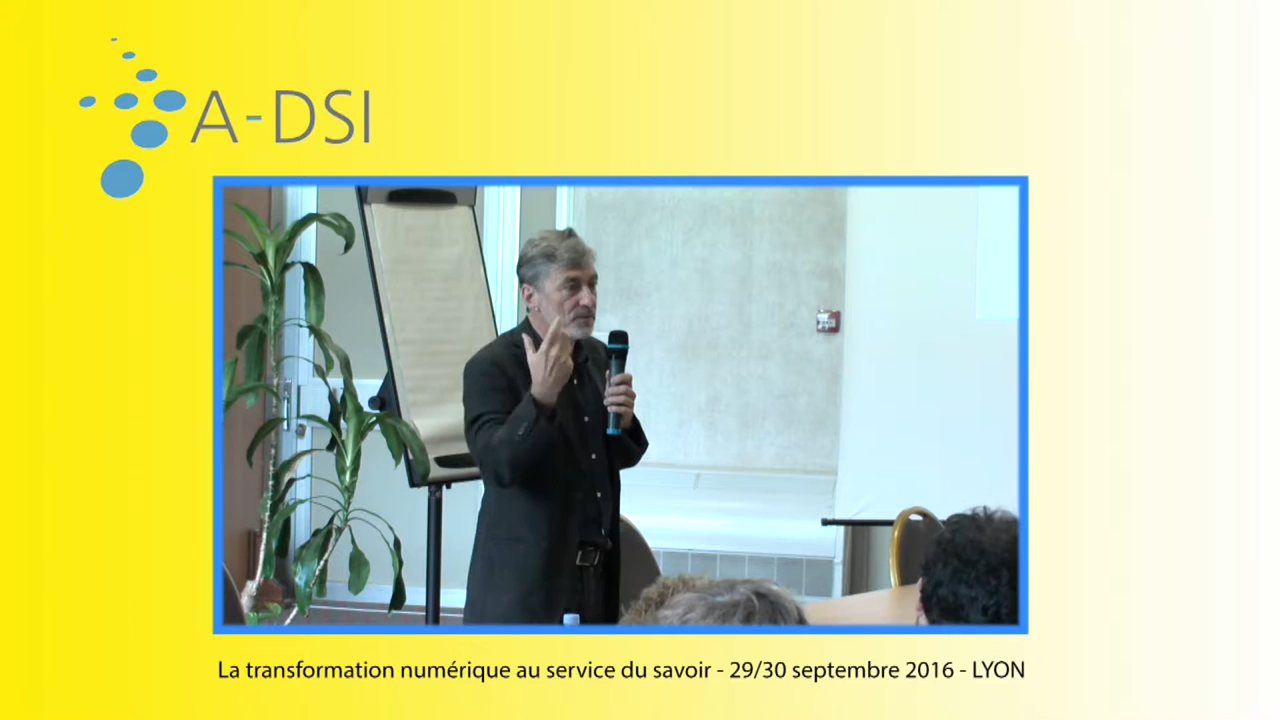 A-DSI
La transformation numérique au service du savoir - 29/30 septembre 2016 - LYON